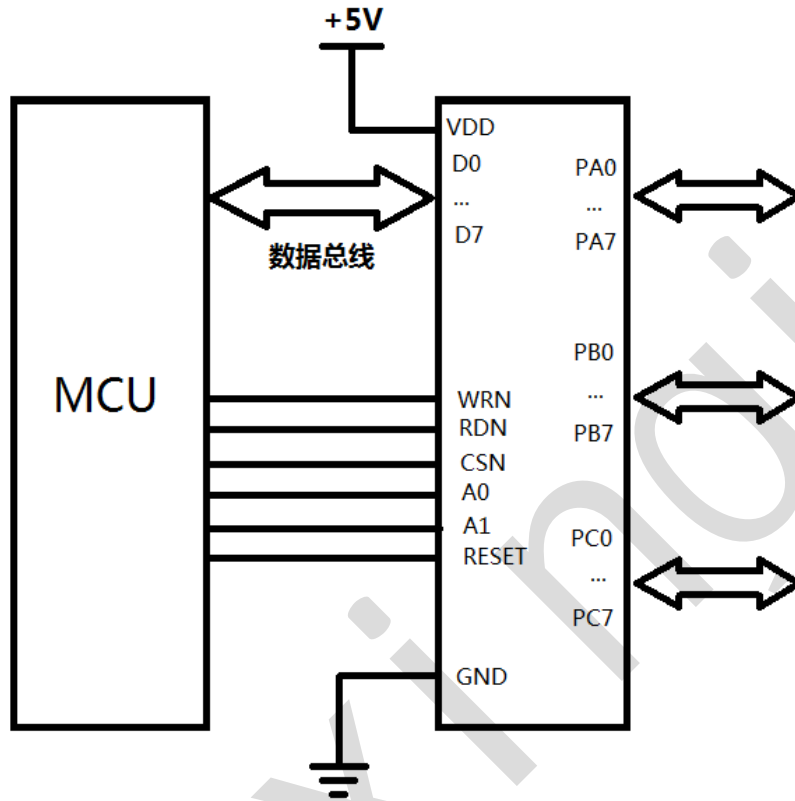 +5V
VDD
D0
...
D7
数据总线
MCU
WRN
RDN
CSN
A0
A1
RESET
GND
PA0
...
PA7
PB0
...
PB7
PC0
...
PC7